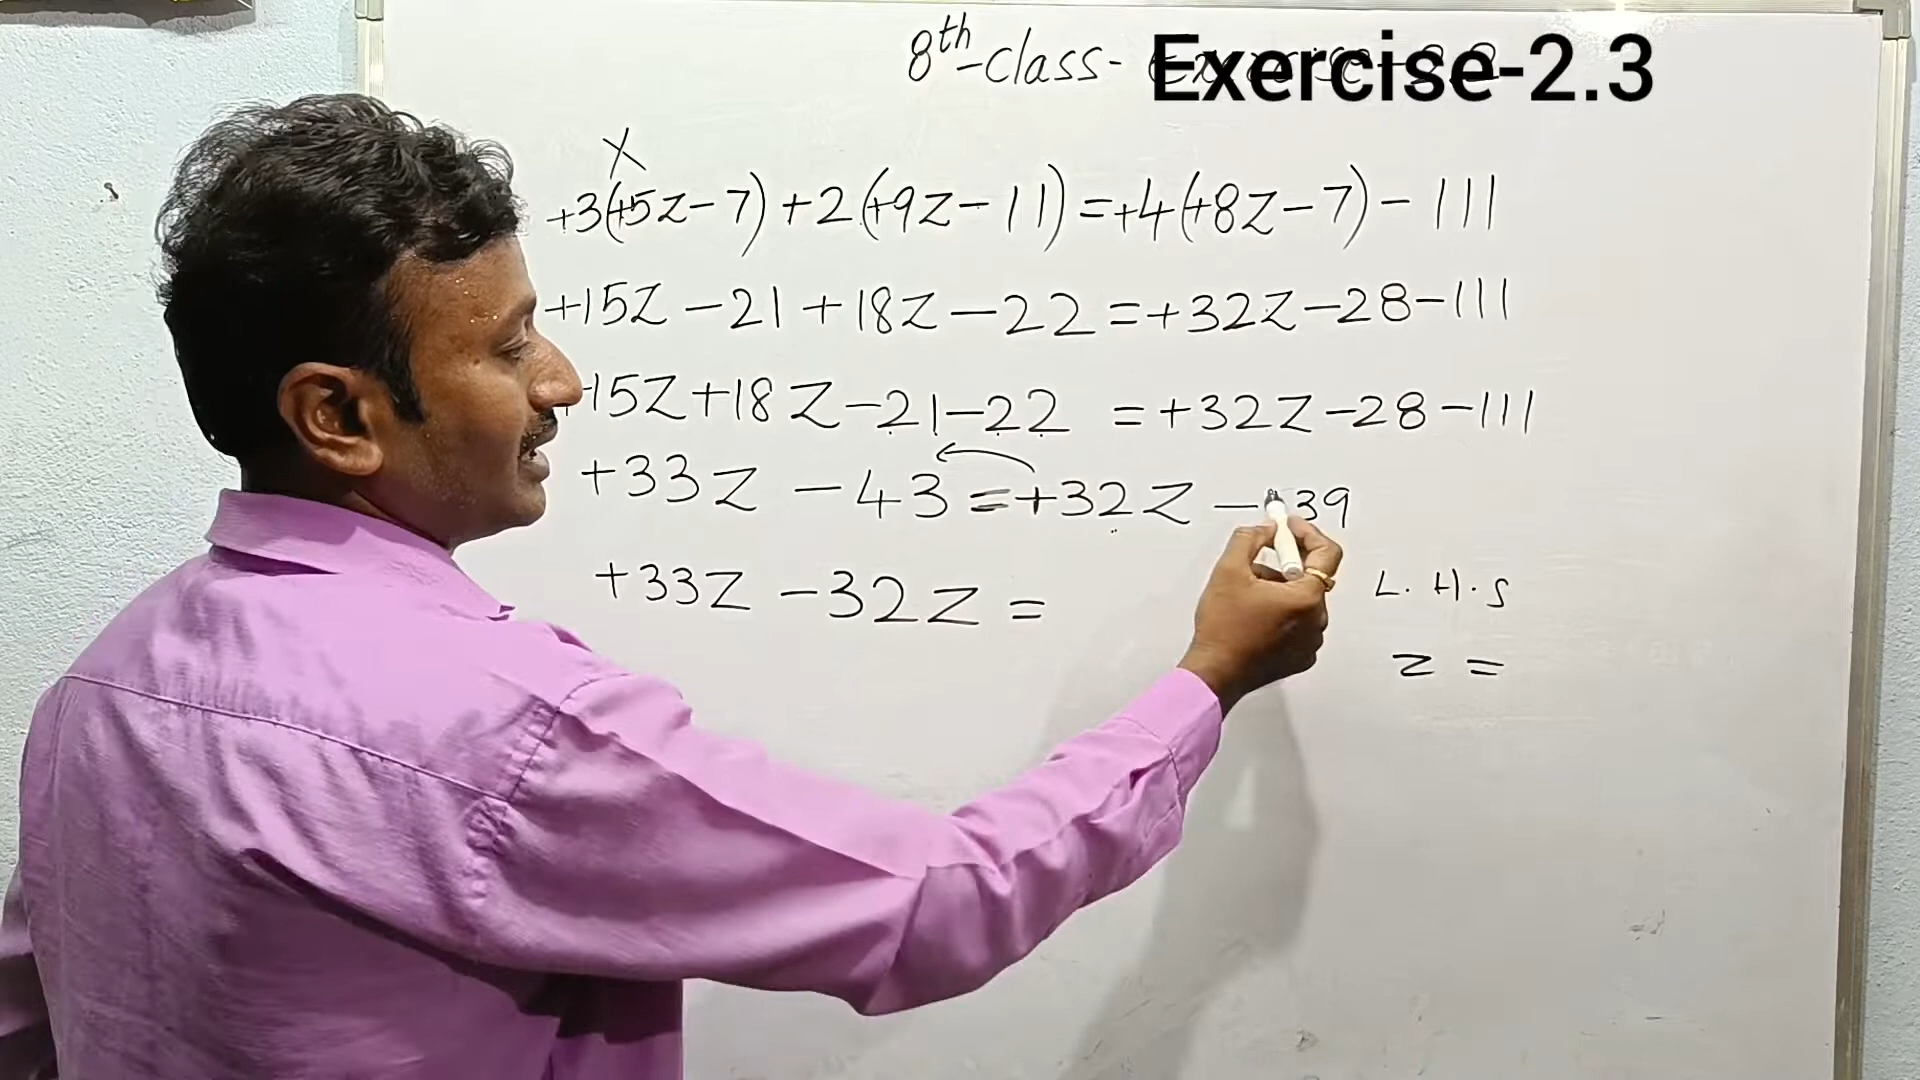 8th-class- Exercise-2.3
X
+3(+5z-7)+2(+9z-11)=+4(+8z-7)-111
+15z-21+18z-22=+32z-28-111
+15z+18z-21-22 =+32z-28-111
+33z -43=+32z - 39
+33z -32z =
L.H.S
z =